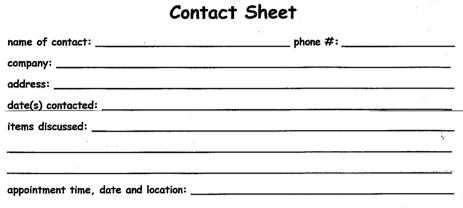 Contact Sheet
name of contact: phone #:
company:
address:
date(s) contacted:
items discussed:
appointment time, date and location: